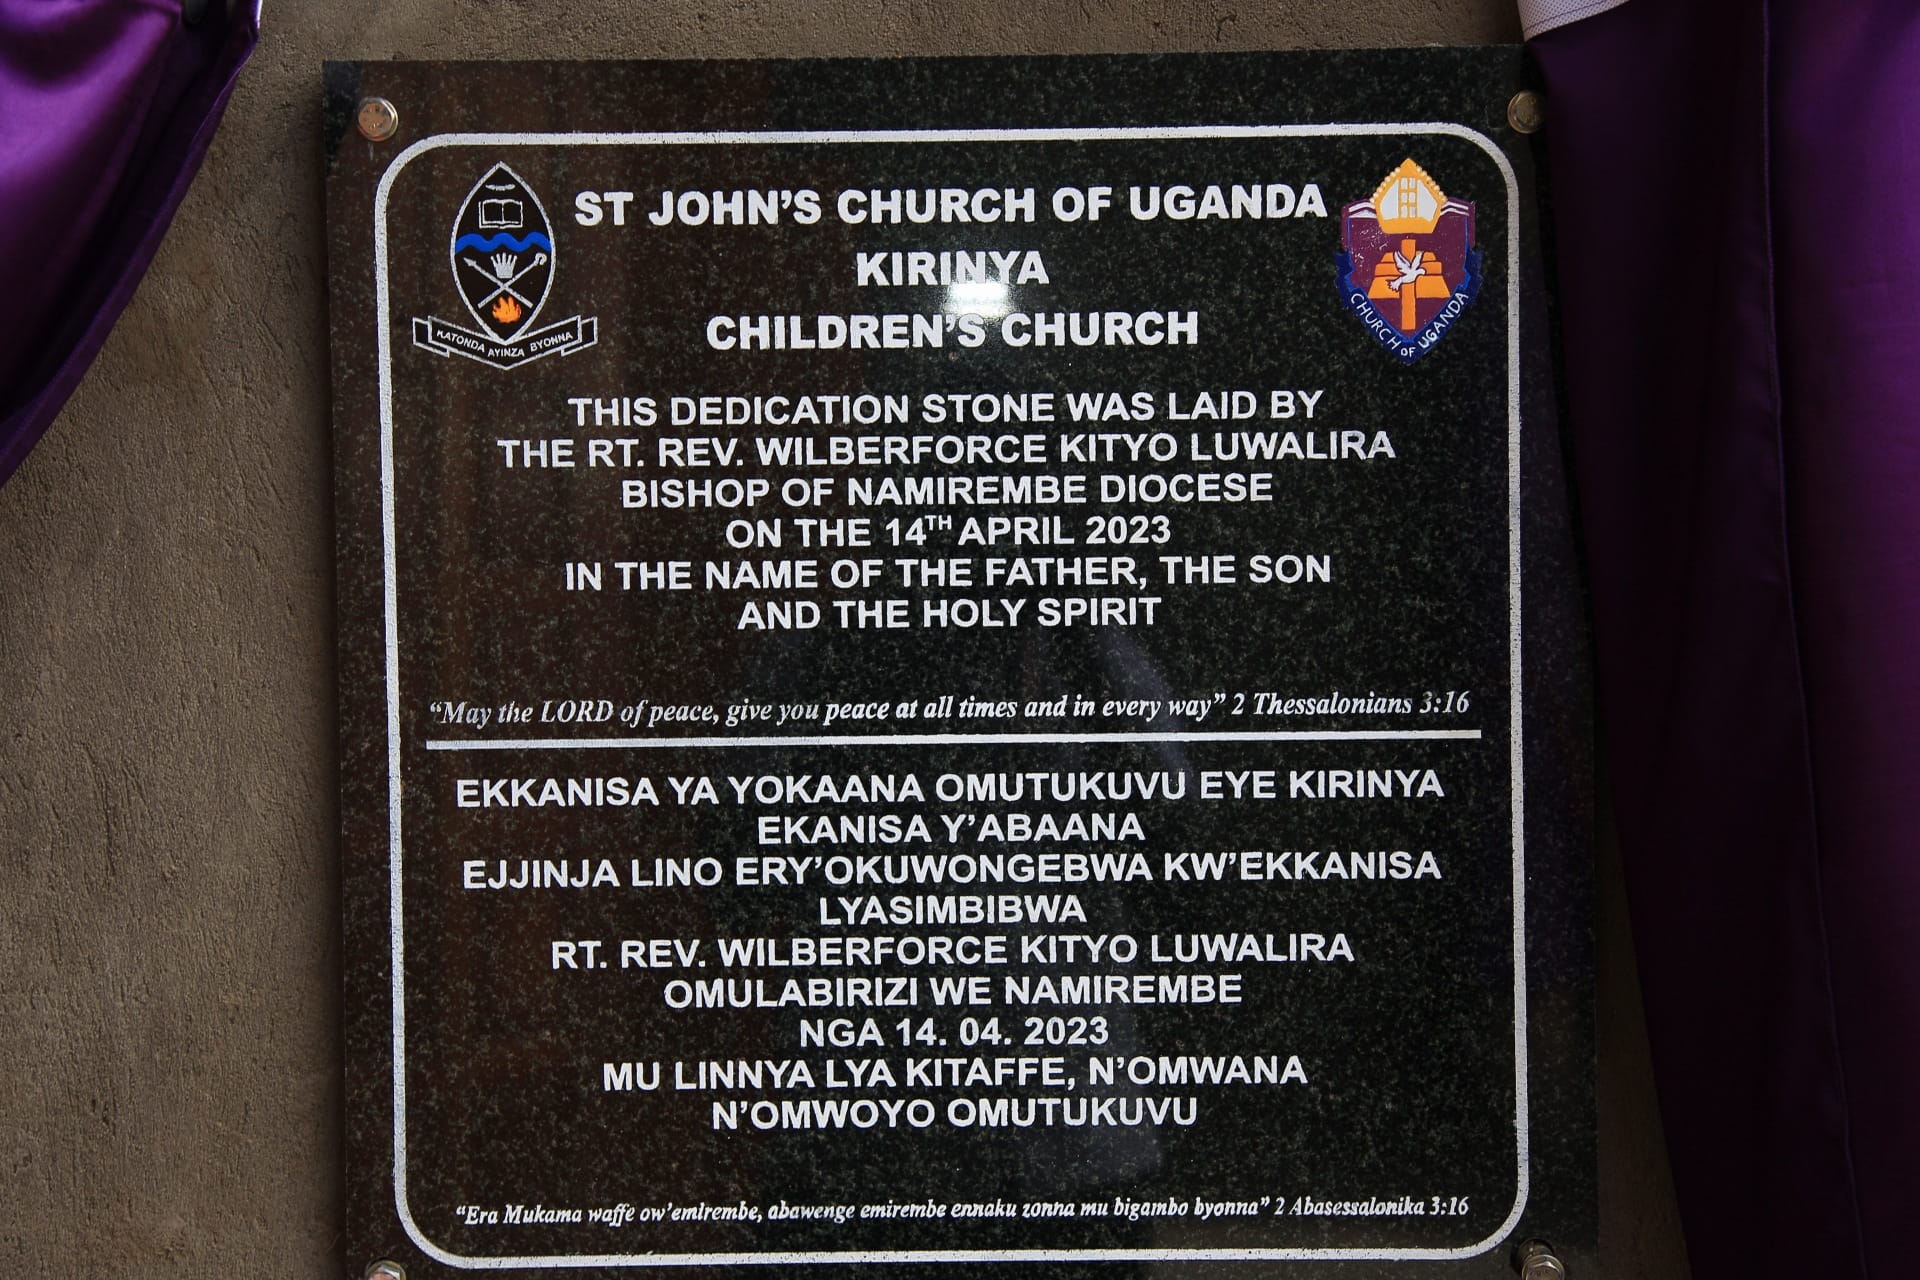 ST JOHN'S CHURCH OF UGANDA
KIRINYA
CHILDREN'S CHURCH
KATONDA AYINZA BYONNA
CHURCH OF UGANDA
THIS DEDICATION STONE WAS LAID BY
THE RT. REV. WILBERFORCE KITYO LUWALIRA
BISHOP OF NAMIREMBE DIOCESE
ON THE 14TH APRIL 2023
IN THE NAME OF THE FATHER, THE SON
AND THE HOLY SPIRIT
“May the LORD of peace, give you peace at all times and in every way” 2 Thessalonians 3:16
EKKANISA YA YOKAANA OMUTUKUVU EYE KIRINYA
EKANISA Y’ABAANA
EJJINJA LINO ERY’OKUWONGEBWA KW’EKKANISA
LYASIMBIBWA
RT. REV. WILBERFORCE KITYO LUWALIRA
OMULABIRIZI WE NAMIREMBE
NGA 14. 04. 2023
MU LINNYA LYA KITAFFE, N’OMWANA
N’OMWOYO OMUTUKUVU
“Era Mukama waffe ow’emirembe, abawenge emirembe ennaku zonna mu bigambo byonna” 2 Abasessalonika 3:16